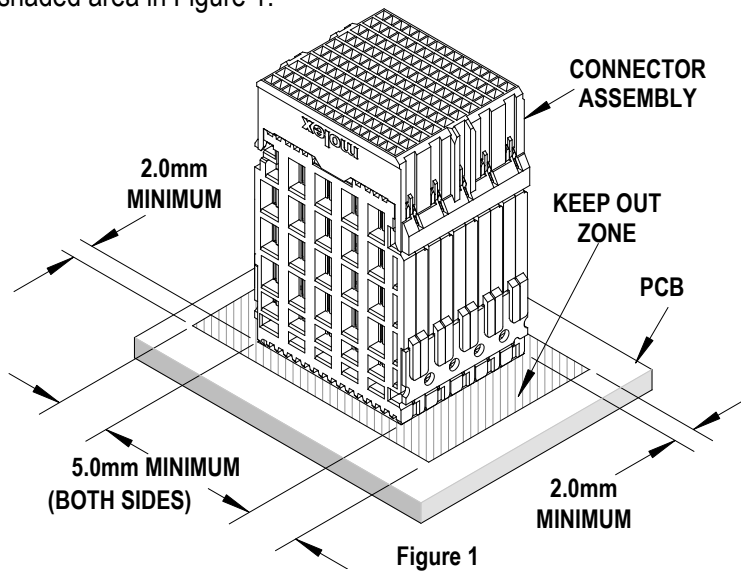 shaded area in Figure 1.
CONNECTOR
ASSEMBLY
molex
2.0mm
MINIMUM
KEEP OUT
ZONE
PCB
5.0mm MINIMUM
(BOTH SIDES)
2.0mm
MINIMUM
Figure 1